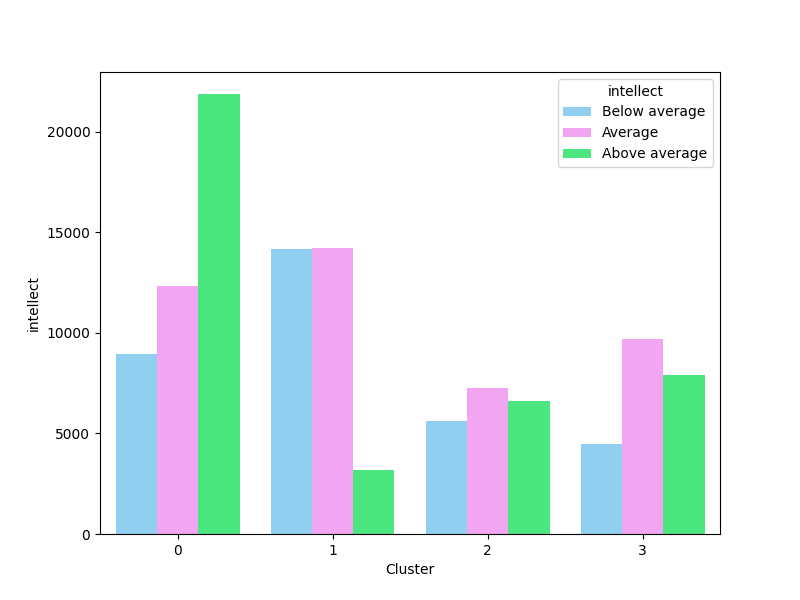 intellect
Below average
Average
Above average
20000
15000
10000
5000
0
intellect
0 1 2 3
Cluster